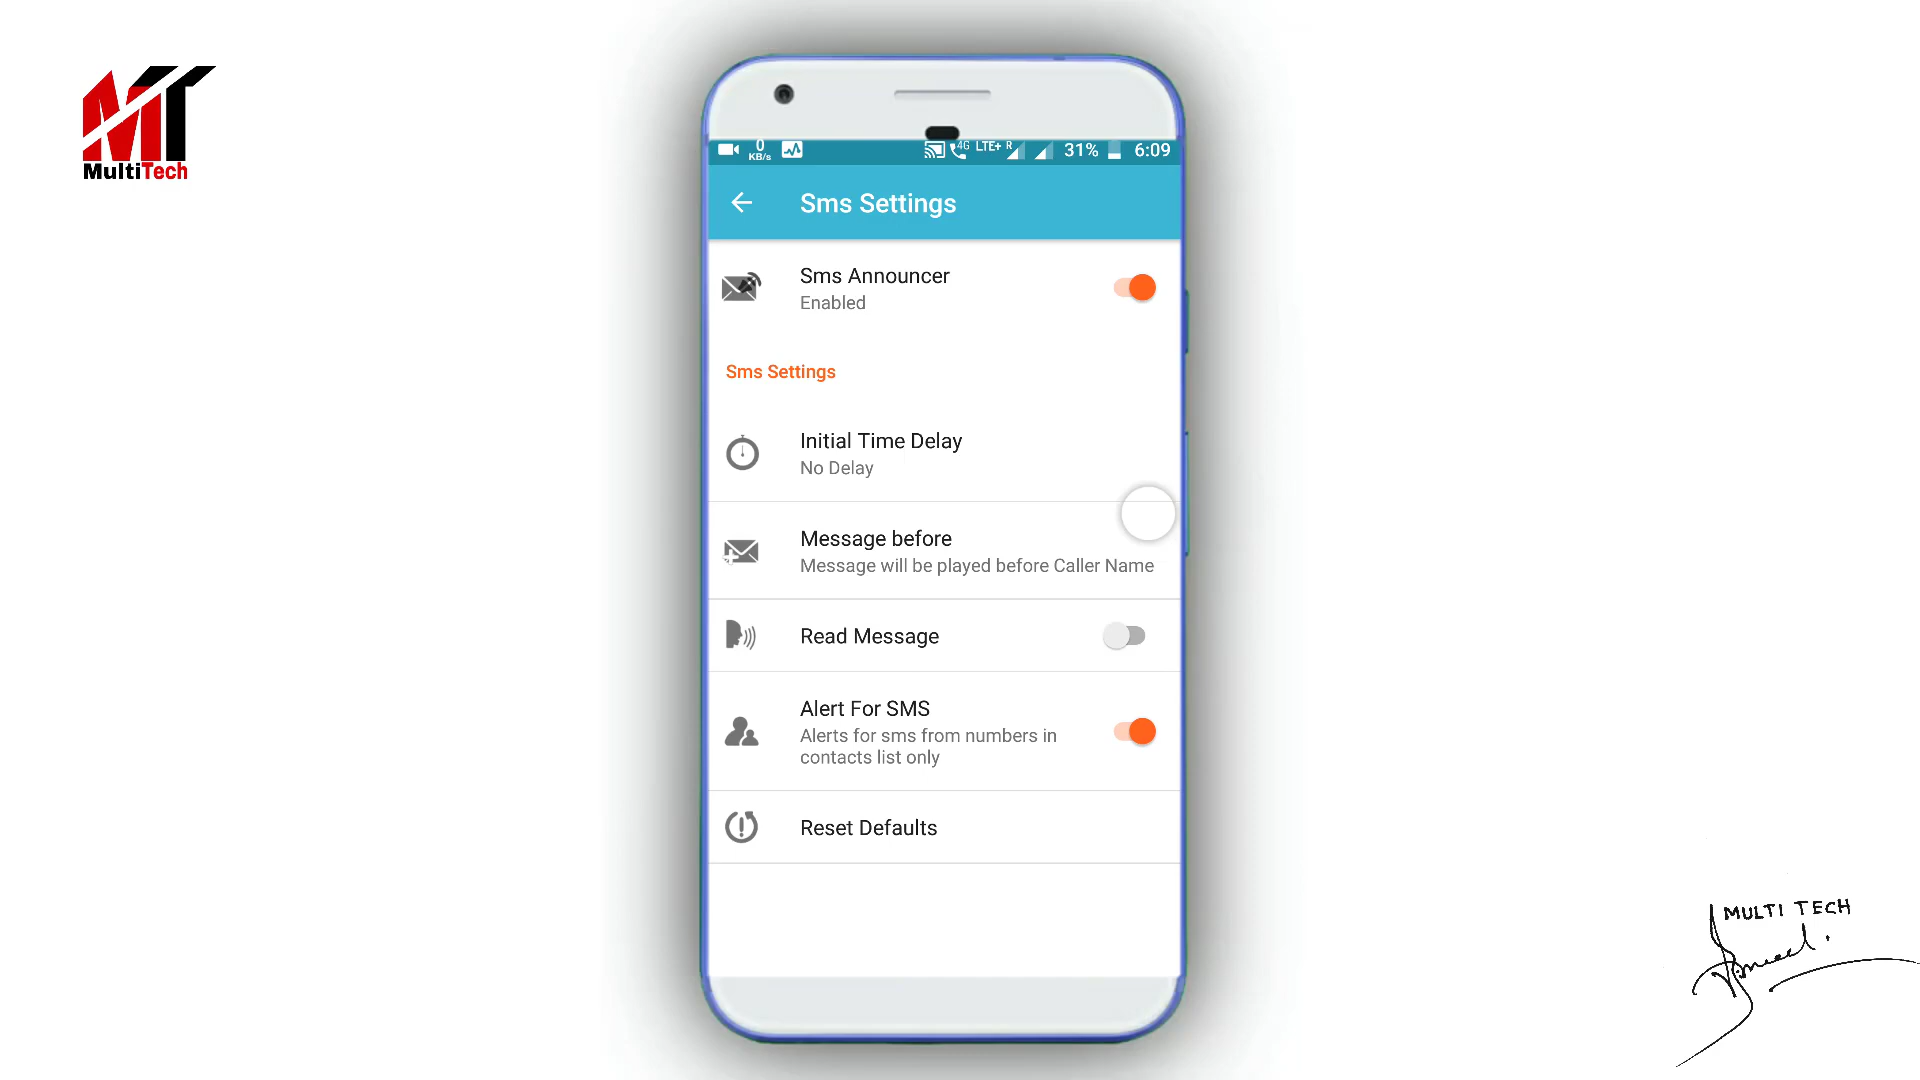 MultiTech
0
KB/s
4G LTE+ R 31% 6:09
Sms Settings
Sms Announcer
Enabled
Sms Settings
Initial Time Delay
No Delay
Message before
Message will be played before Caller Name
Read Message
Alert For SMS
Alerts for sms from numbers in
contacts list only
Reset Defaults
MULTI TECH